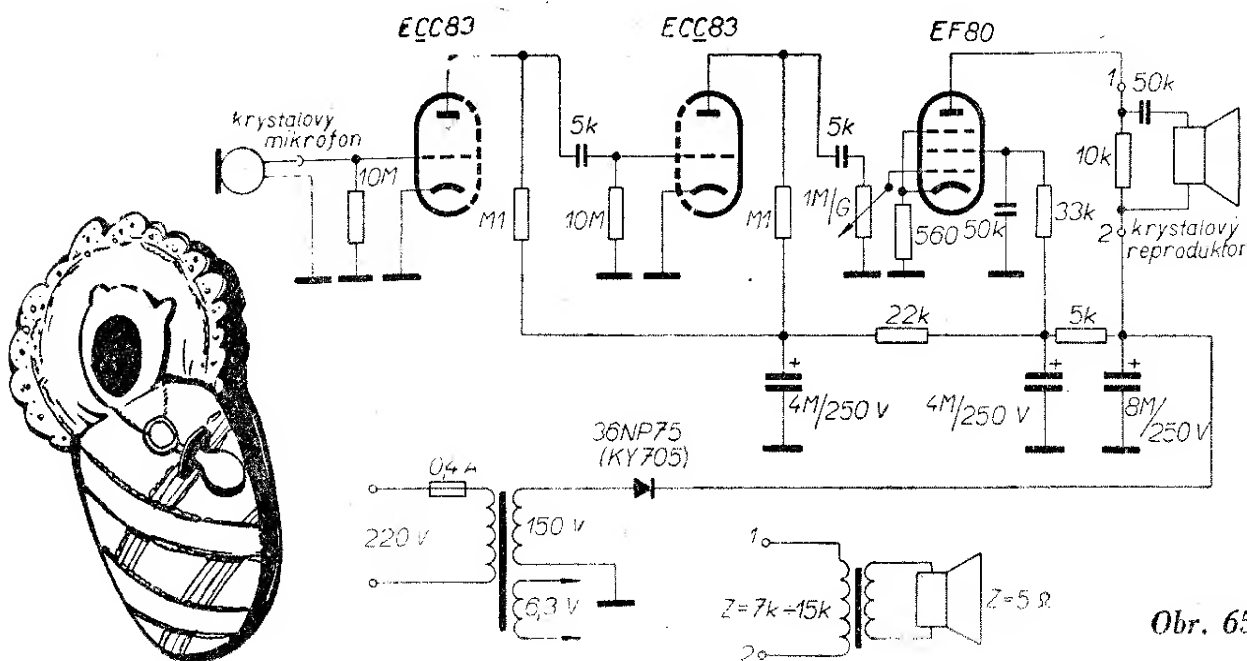 ECC83
ECC83
EF80
krystalový
mikrofon
10M
M1
5k
10M
M1
5k
1M/G
560
50k
33k
1
50k
10k
2
krystalový
reproduktor
22k
5k
4M/250 V
4M/250 V
8M/
250 V
36NP75
(KY705)
0,4 A
220 V
150 V
6,3 V
1
Z=7k÷15k
2
Z=5 Ω
Obr. 65